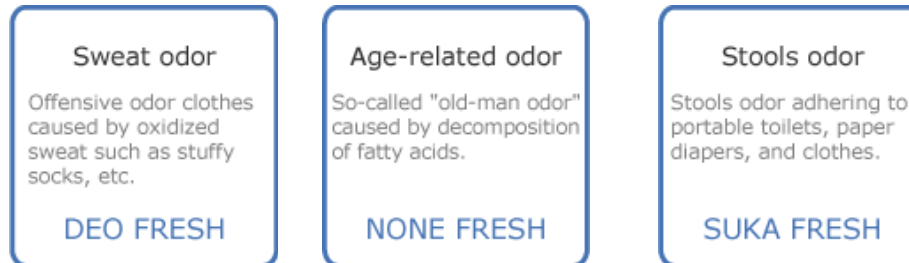 Sweat odor
Offensive odor clothes
caused by oxidized
sweat such as stuffy
socks, etc.
DEO FRESH
Age-related odor
So-called "old-man odor"
caused by decomposition
of fatty acids.
NONE FRESH
Stools odor
Stools odor adhering to
portable toilets, paper
diapers, and clothes.
SUKA FRESH